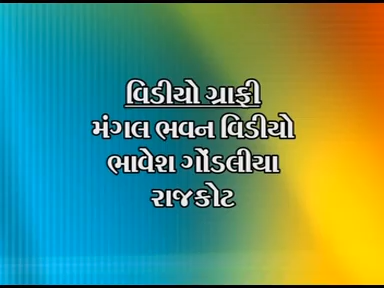 વિડીયો ગ્રાફી
મંગલ ભવન વિડીયો
ભાવેશ ગોંડલીયા
રાજકોટ